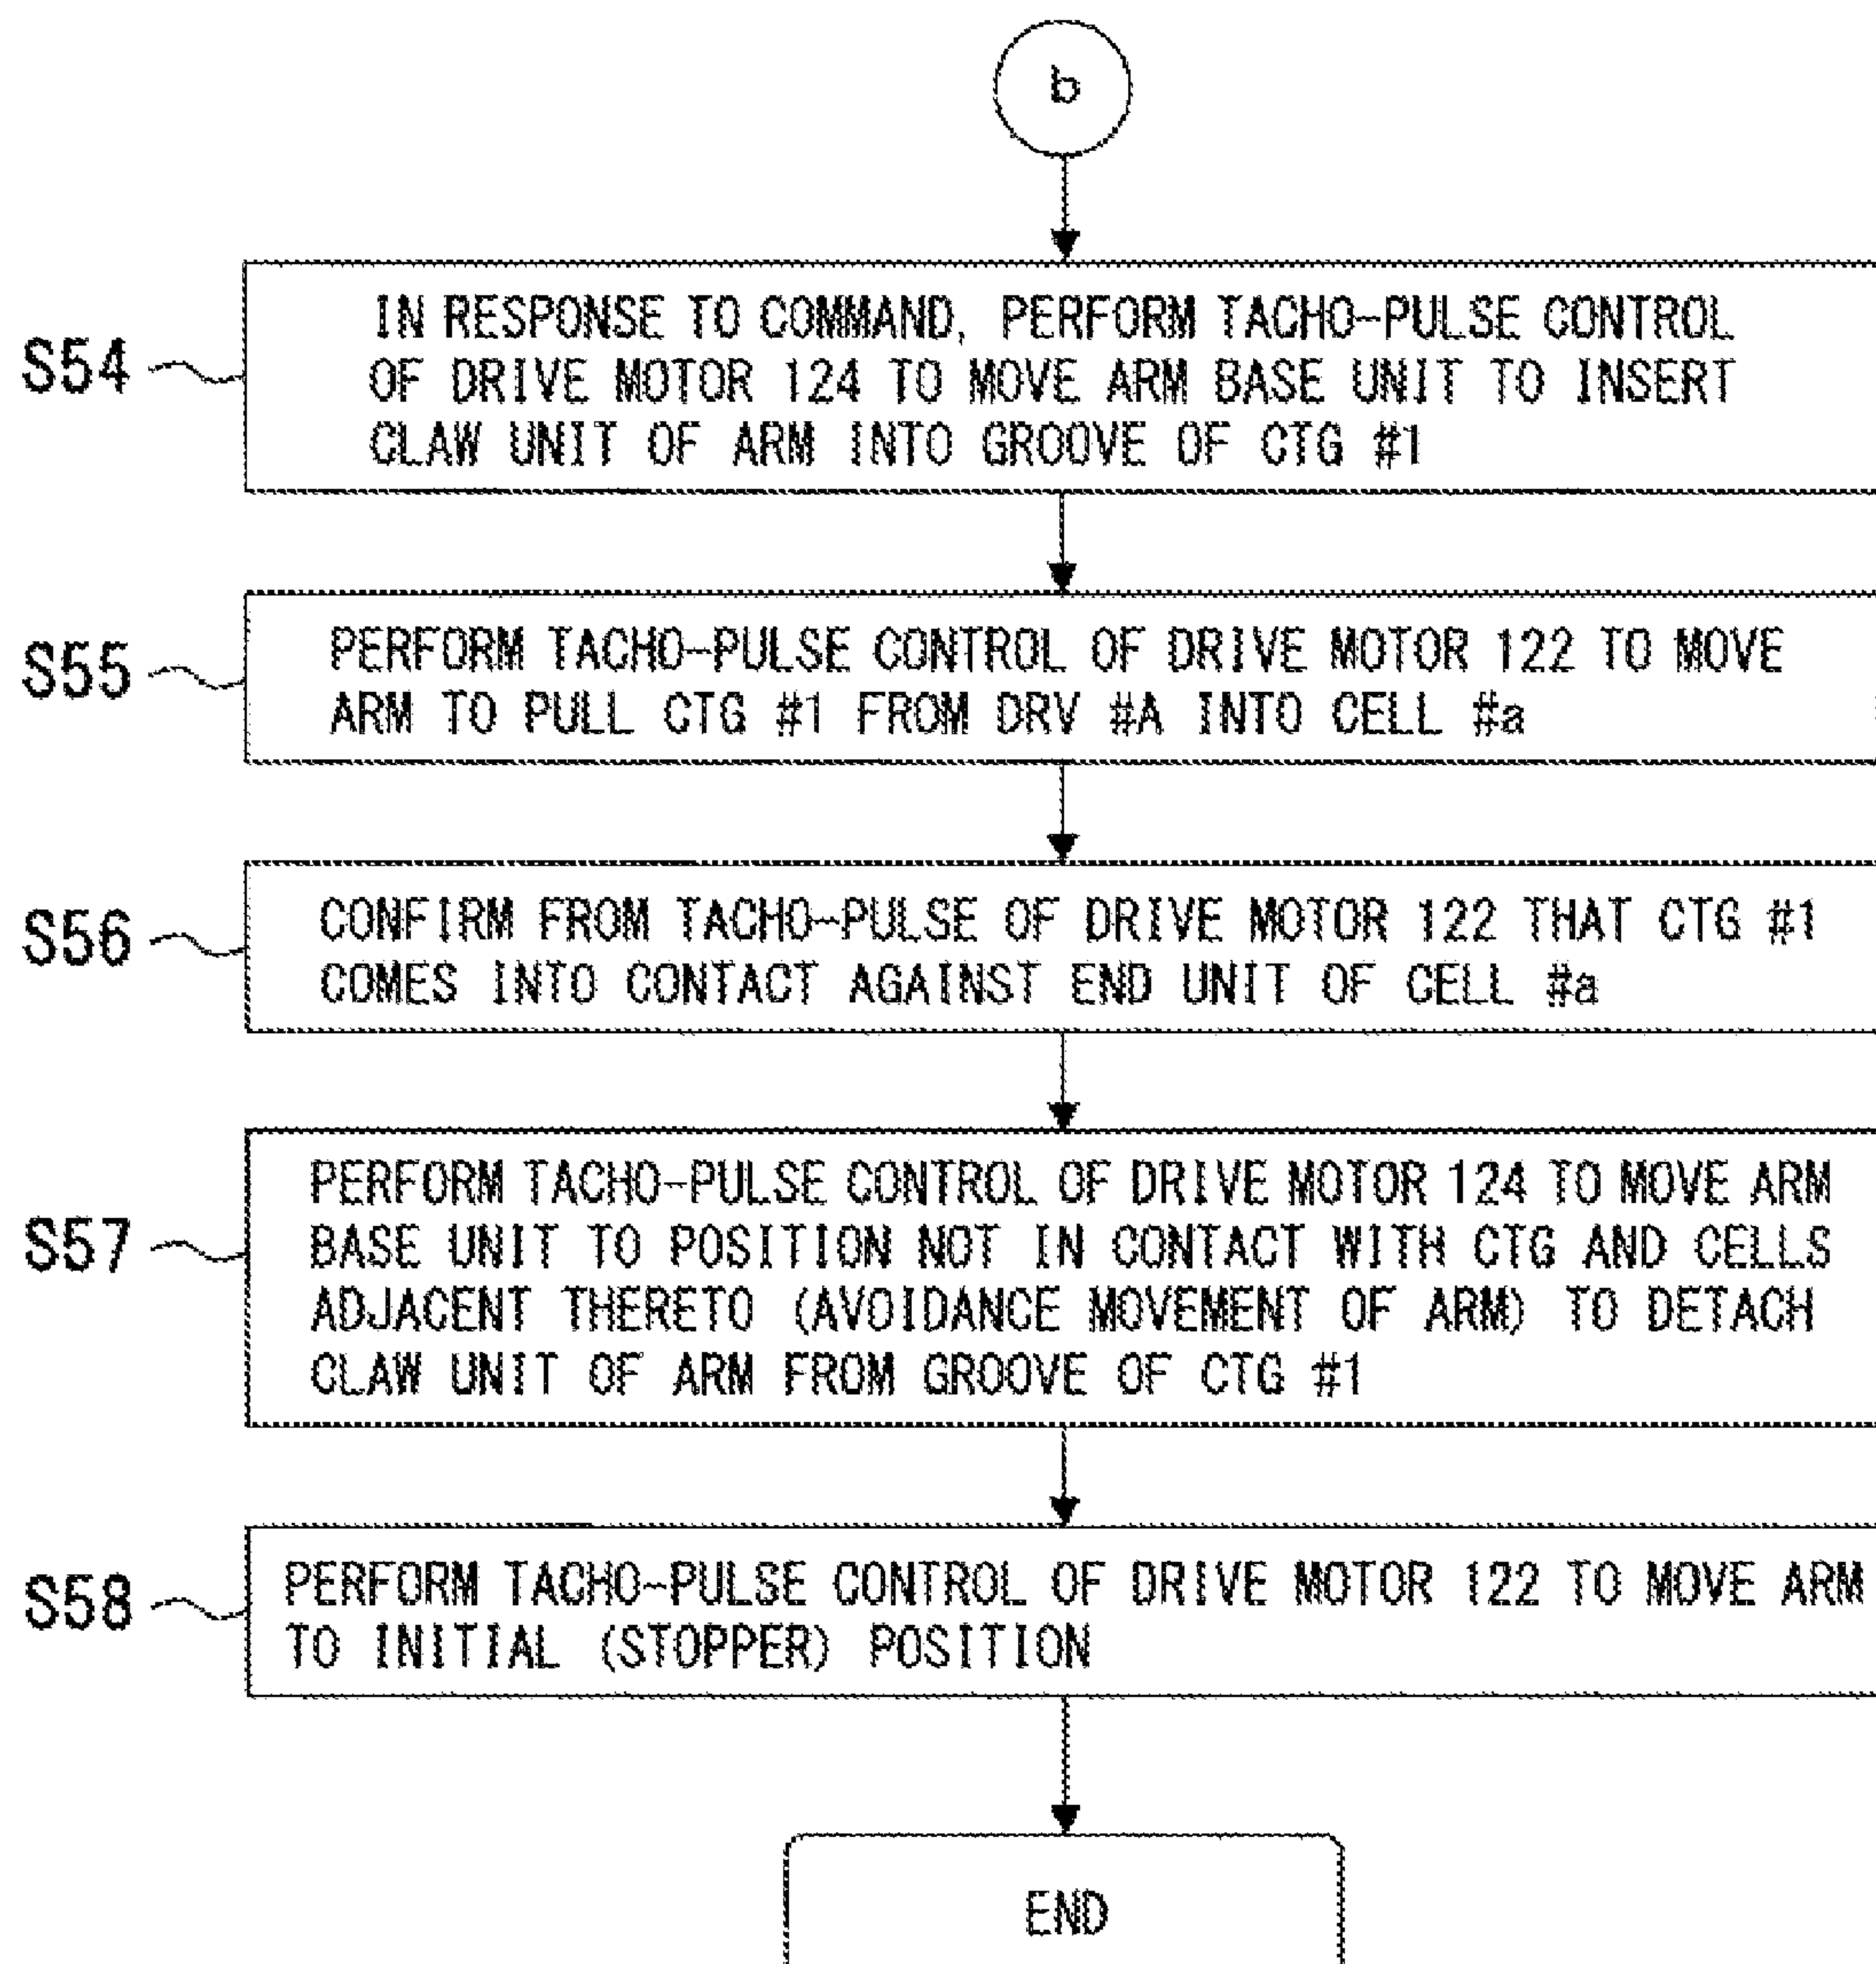 b
S54
IN RESPONSE TO COMMAND, PERFORM TACHO-PULSE CONTROL
OF DRIVE MOTOR 124 TO MOVE ARM BASE UNIT TO INSERT
CLAW UNIT OF ARM INTO GROOVE OF CTG #1
S55
PERFORM TACHO-PULSE CONTROL OF DRIVE MOTOR 122 TO MOVE
ARM TO PULL CTG #1 FROM DRV #A INTO CELL #a
S56
CONFIRM FROM TACHO-PULSE OF DRIVE MOTOR 122 THAT CTG #1
COMES INTO CONTACT AGAINST END UNIT OF CELL #a
S57
PERFORM TACHO-PULSE CONTROL OF DRIVE MOTOR 124 TO MOVE ARM
BASE UNIT TO POSITION NOT IN CONTACT WITH CTG AND CELLS
ADJACENT THERETO (AVOIDANCE MOVEMENT OF ARM) TO DETACH
CLAW UNIT OF ARM FROM GROOVE OF CTG #1
S58
PERFORM TACHO-PULSE CONTROL OF DRIVE MOTOR 122 TO MOVE ARM
TO INITIAL (STOPPER) POSITION
END